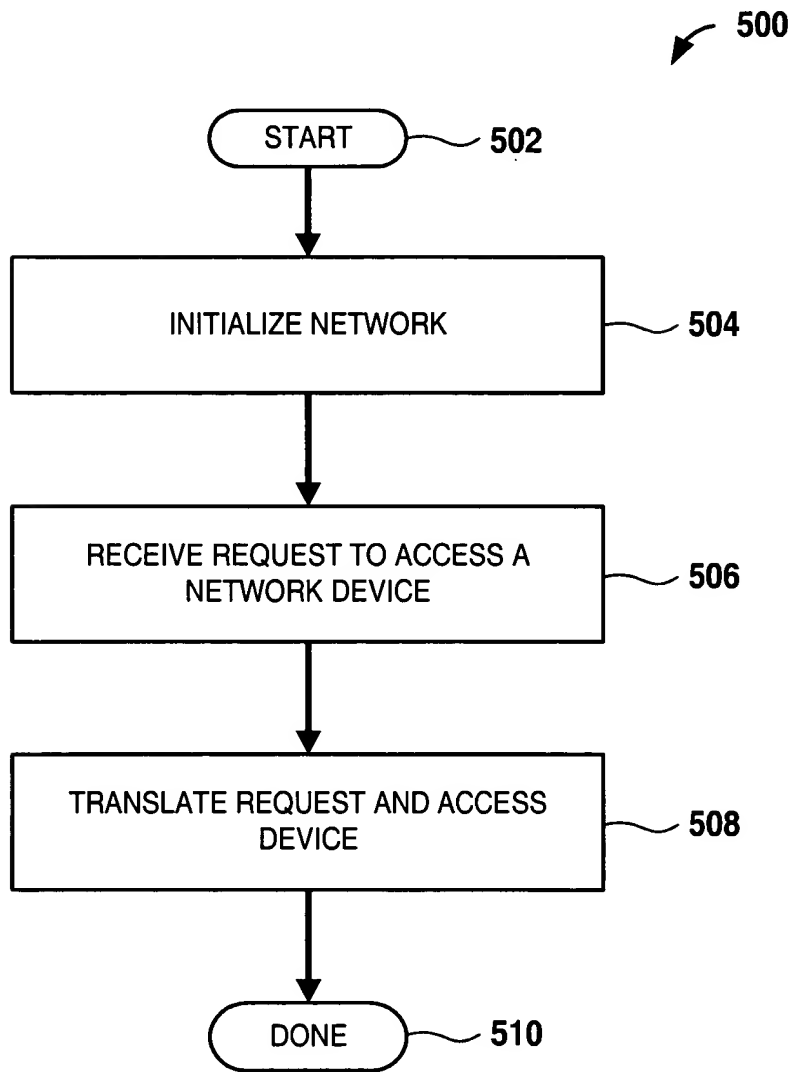 500
START
502
INITIALIZE NETWORK
504
RECEIVE REQUEST TO ACCESS A
NETWORK DEVICE
506
TRANSLATE REQUEST AND ACCESS
DEVICE
508
DONE
510